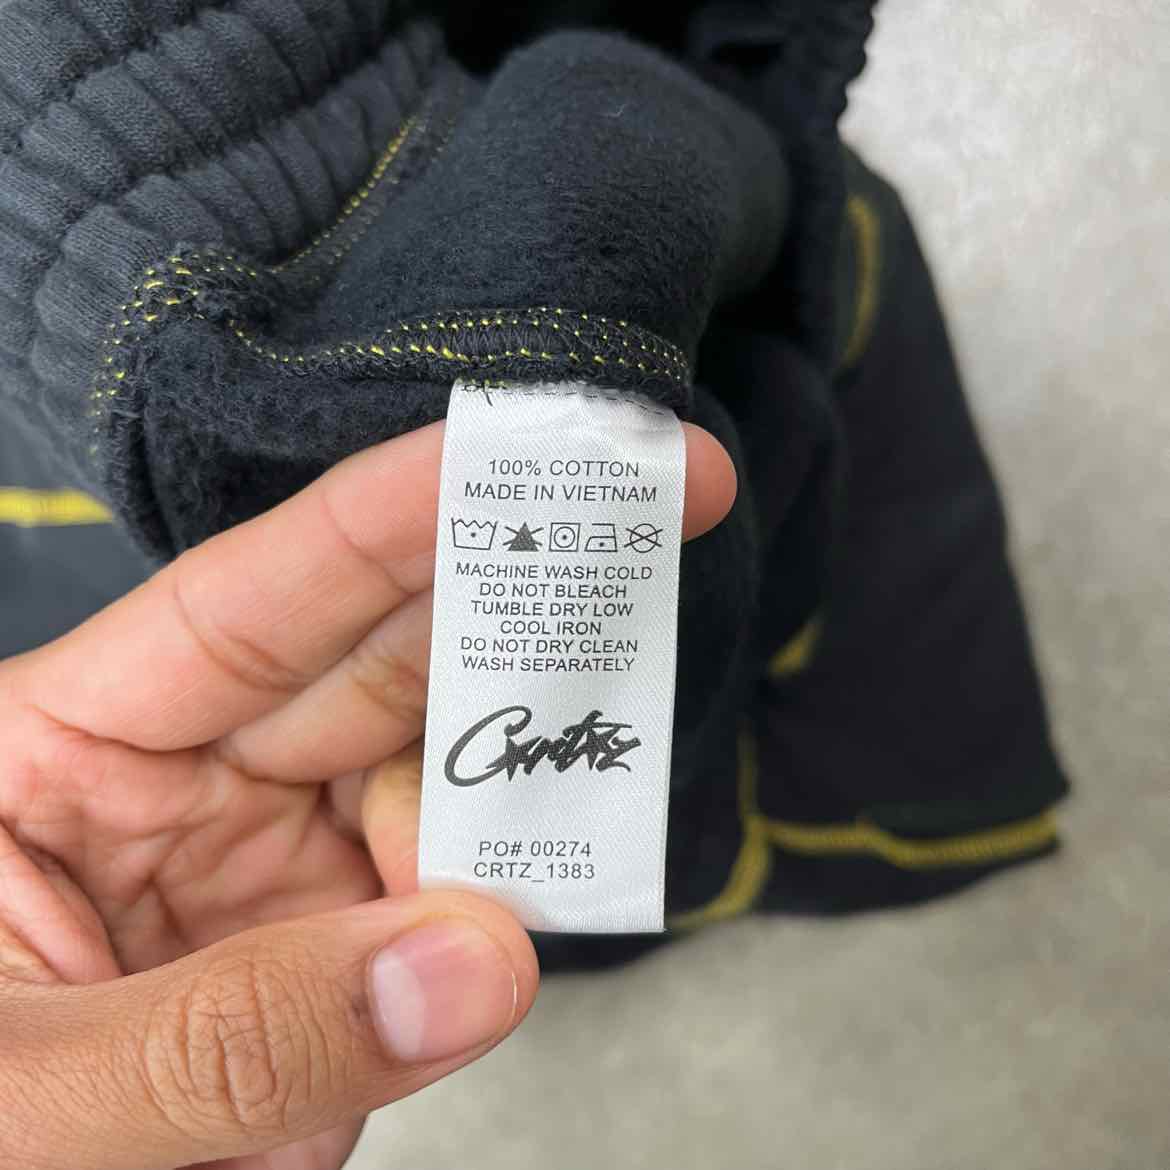 100% COTTON
MADE IN VIETNAM
MACHINE WASH COLD
DO NOT BLEACH
TUMBLE DRY LOW
COOL IRON
DO NOT DRY CLEAN
WASH SEPARATELY
Crtz
PO# 00274
CRTZ_1383